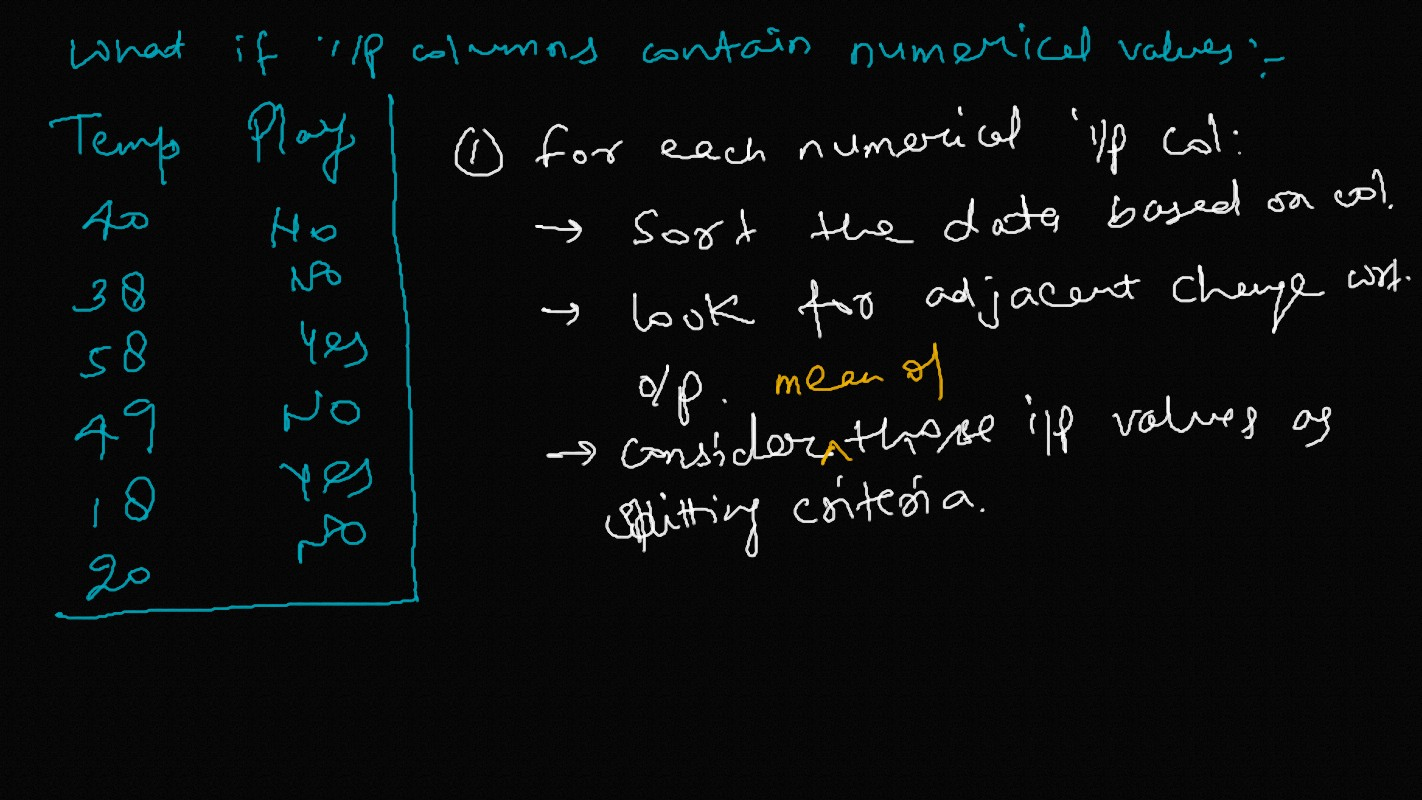 What if i/p columns contain numerical values:-
Temp Play
40 No
38 No
58 Yes
49 NO
18 Yes
20 No
① for each numerical i/p col:
→ Sort the data based on col.
→ look for adjacent change wrt.
o/p.
→ consider mean of those i/p values as
splitting criteria.